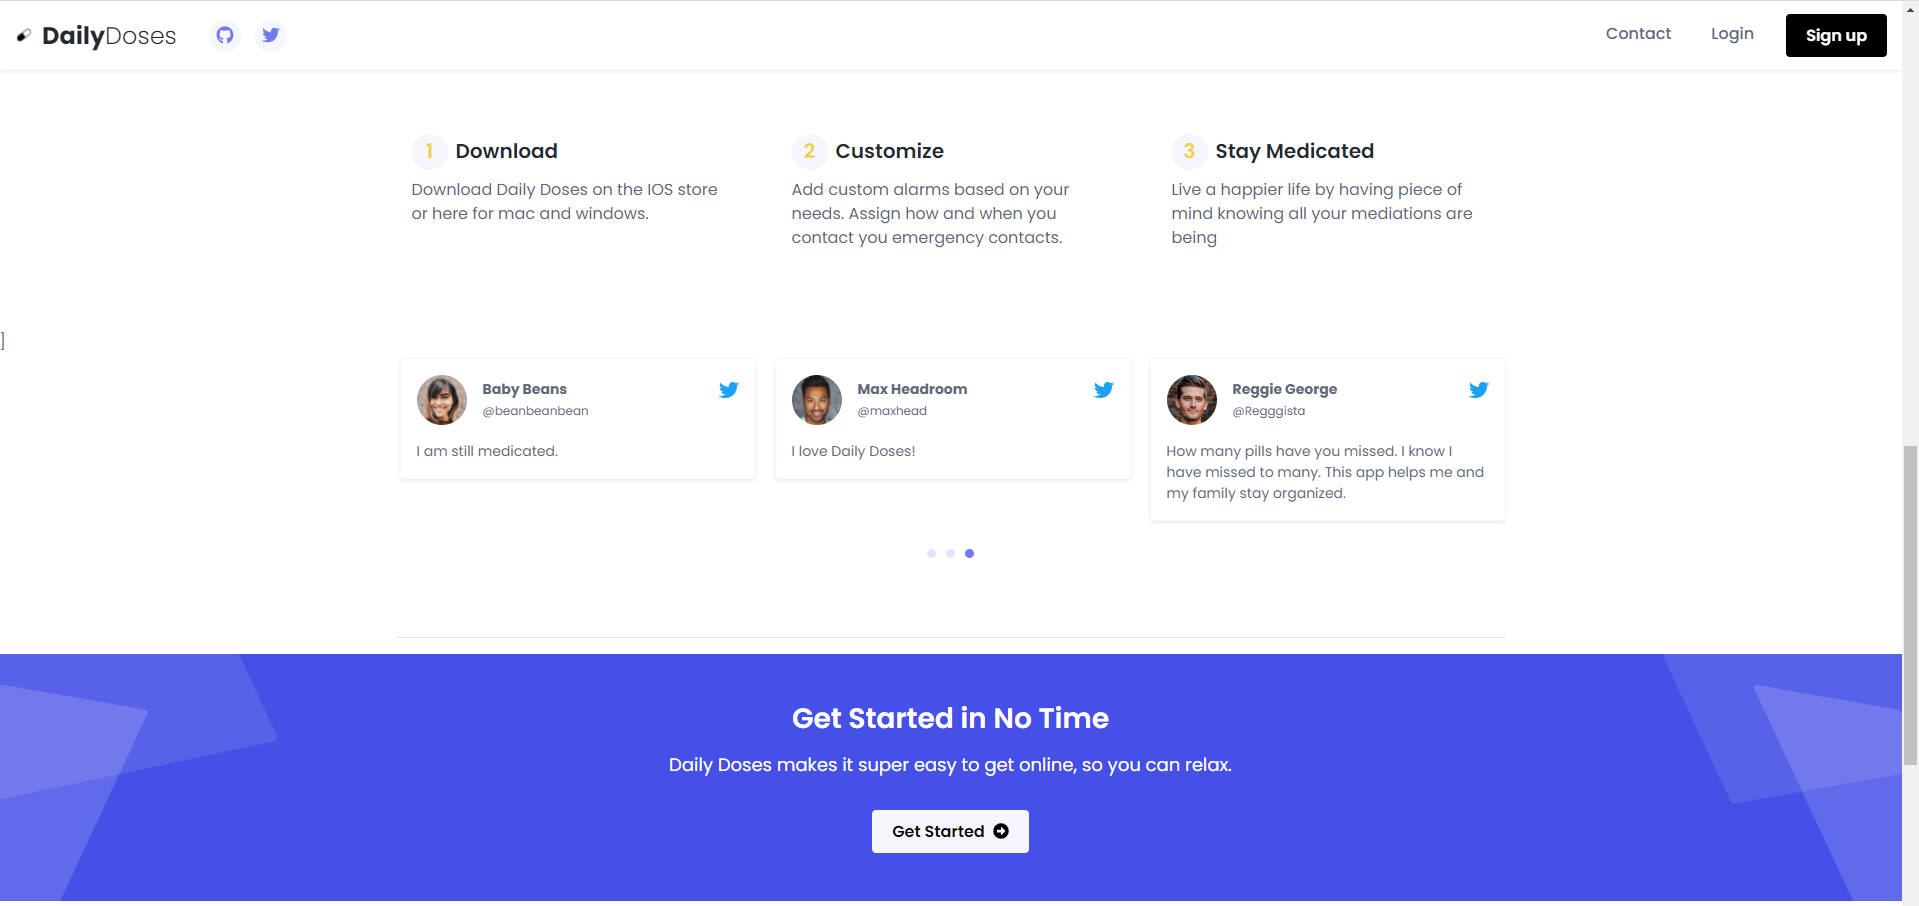 DailyDoses
Contact
Login
Sign up
1 Download
Download Daily Doses on the IOS store
or here for mac and windows.
2 Customize
Add custom alarms based on your
needs. Assign how and when you
contact you emergency contacts.
3 Stay Medicated
Live a happier life by having piece of
mind knowing all your mediations are
being
]
Baby Beans
@beanbeanbean
I am still medicated.
Max Headroom
@maxhead
I love Daily Doses!
Reggie George
@Regggista
How many pills have you missed. I know I
have missed to many. This app helps me and
my family stay organized.
Get Started in No Time
Daily Doses makes it super easy to get online, so you can relax.
Get Started